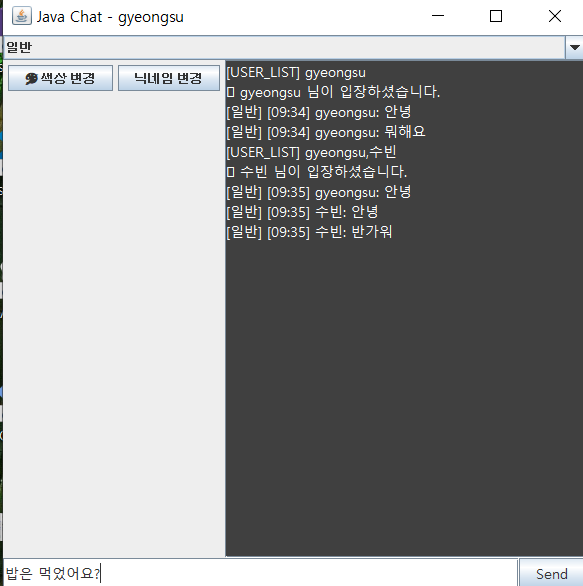 Java Chat - gyeongsu
일반
색상 변경
닉네임 변경
[USER_LIST] gyeongsu
▯ gyeongsu 님이 입장하셨습니다.
[일반] [09:34] gyeongsu: 안녕
[일반] [09:34] gyeongsu: 뭐해요
[USER_LIST] gyeongsu,수빈
▯ 수빈 님이 입장하셨습니다.
[일반] [09:35] gyeongsu: 안녕
[일반] [09:35] 수빈: 안녕
[일반] [09:35] 수빈: 반가워
밥은 먹었어요?
Send